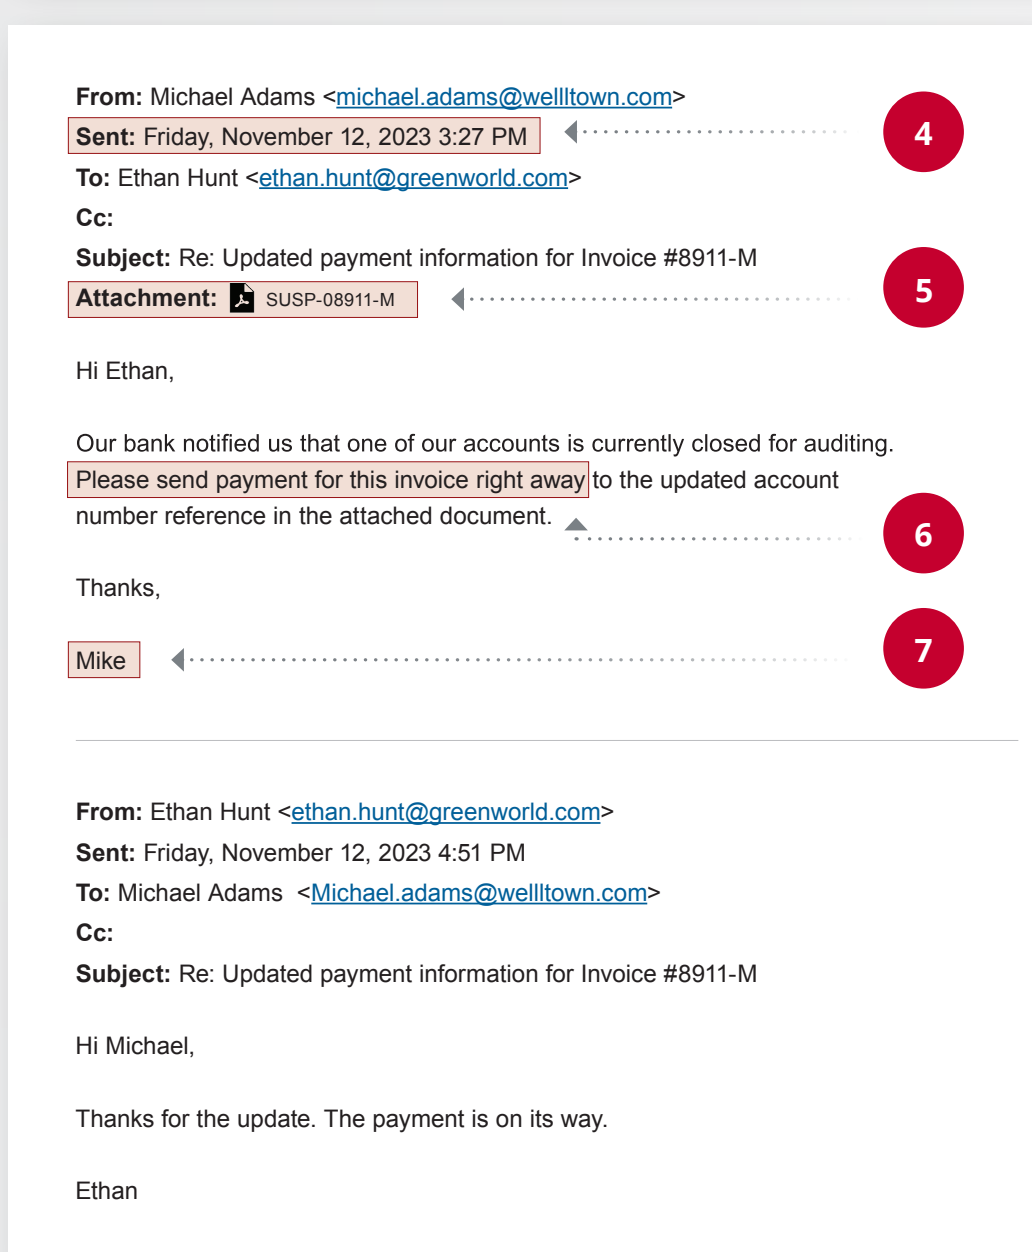 From: Michael Adams <michael.adams@wellltown.com>
Sent: Friday, November 12, 2023 3:27 PM
4
To: Ethan Hunt <ethan.hunt@greenworld.com>
Cc:
Subject: Re: Updated payment information for Invoice #8911-M
Attachment: SUSP-08911-M
5
Hi Ethan,
Our bank notified us that one of our accounts is currently closed for auditing.
Please send payment for this invoice right away to the updated account
number reference in the attached document.
6
Thanks,
Mike
7
From: Ethan Hunt <ethan.hunt@greenworld.com>
Sent: Friday, November 12, 2023 4:51 PM
To: Michael Adams <Michael.adams@wellltown.com>
Cc:
Subject: Re: Updated payment information for Invoice #8911-M
Hi Michael,
Thanks for the update. The payment is on its way.
Ethan